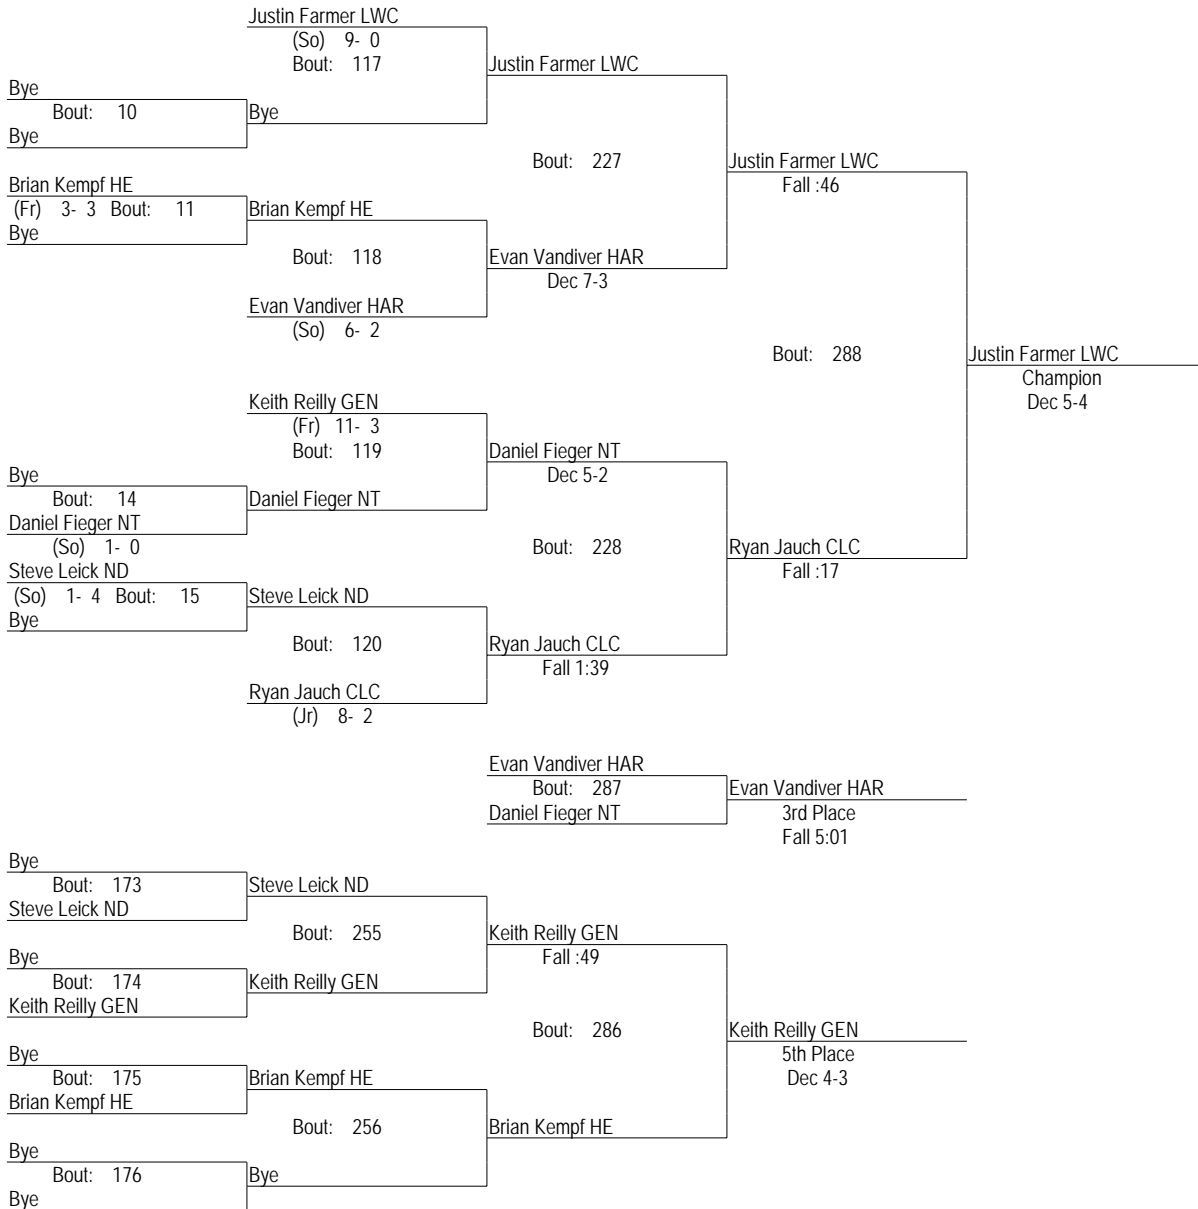 Justin Farmer LWC
(So) 9- 0
Bout: 117
Justin Farmer LWC
Bye
Bout: 10
Bye
Bye
Bout: 227
Justin Farmer LWC
Fall :46
Brian Kempf HE
(Fr) 3- 3 Bout: 11
Brian Kempf HE
Bye
Bout: 118
Evan Vandiver HAR
Dec 7-3
Evan Vandiver HAR
(So) 6- 2
Bout: 288
Justin Farmer LWC
Champion
Dec 5-4
Keith Reilly GEN
(Fr) 11- 3
Bout: 119
Daniel Fieger NT
Dec 5-2
Bye
Bout: 14
Daniel Fieger NT
Daniel Fieger NT
(So) 1- 0
Bout: 228
Ryan Jauch CLC
Fall :17
Steve Leick ND
(So) 1- 4 Bout: 15
Steve Leick ND
Bye
Bout: 120
Ryan Jauch CLC
Fall 1:39
Ryan Jauch CLC
(Jr) 8- 2
Evan Vandiver HAR
Bout: 287
Evan Vandiver HAR
Daniel Fieger NT
3rd Place
Fall 5:01
Bye
Bout: 173
Steve Leick ND
Steve Leick ND
Bout: 255
Keith Reilly GEN
Fall :49
Bye
Bout: 174
Keith Reilly GEN
Keith Reilly GEN
Bout: 286
Keith Reilly GEN
5th Place
Dec 4-3
Bye
Bout: 175
Brian Kempf HE
Brian Kempf HE
Bout: 256
Brian Kempf HE
Bye
Bout: 176
Bye
Bye